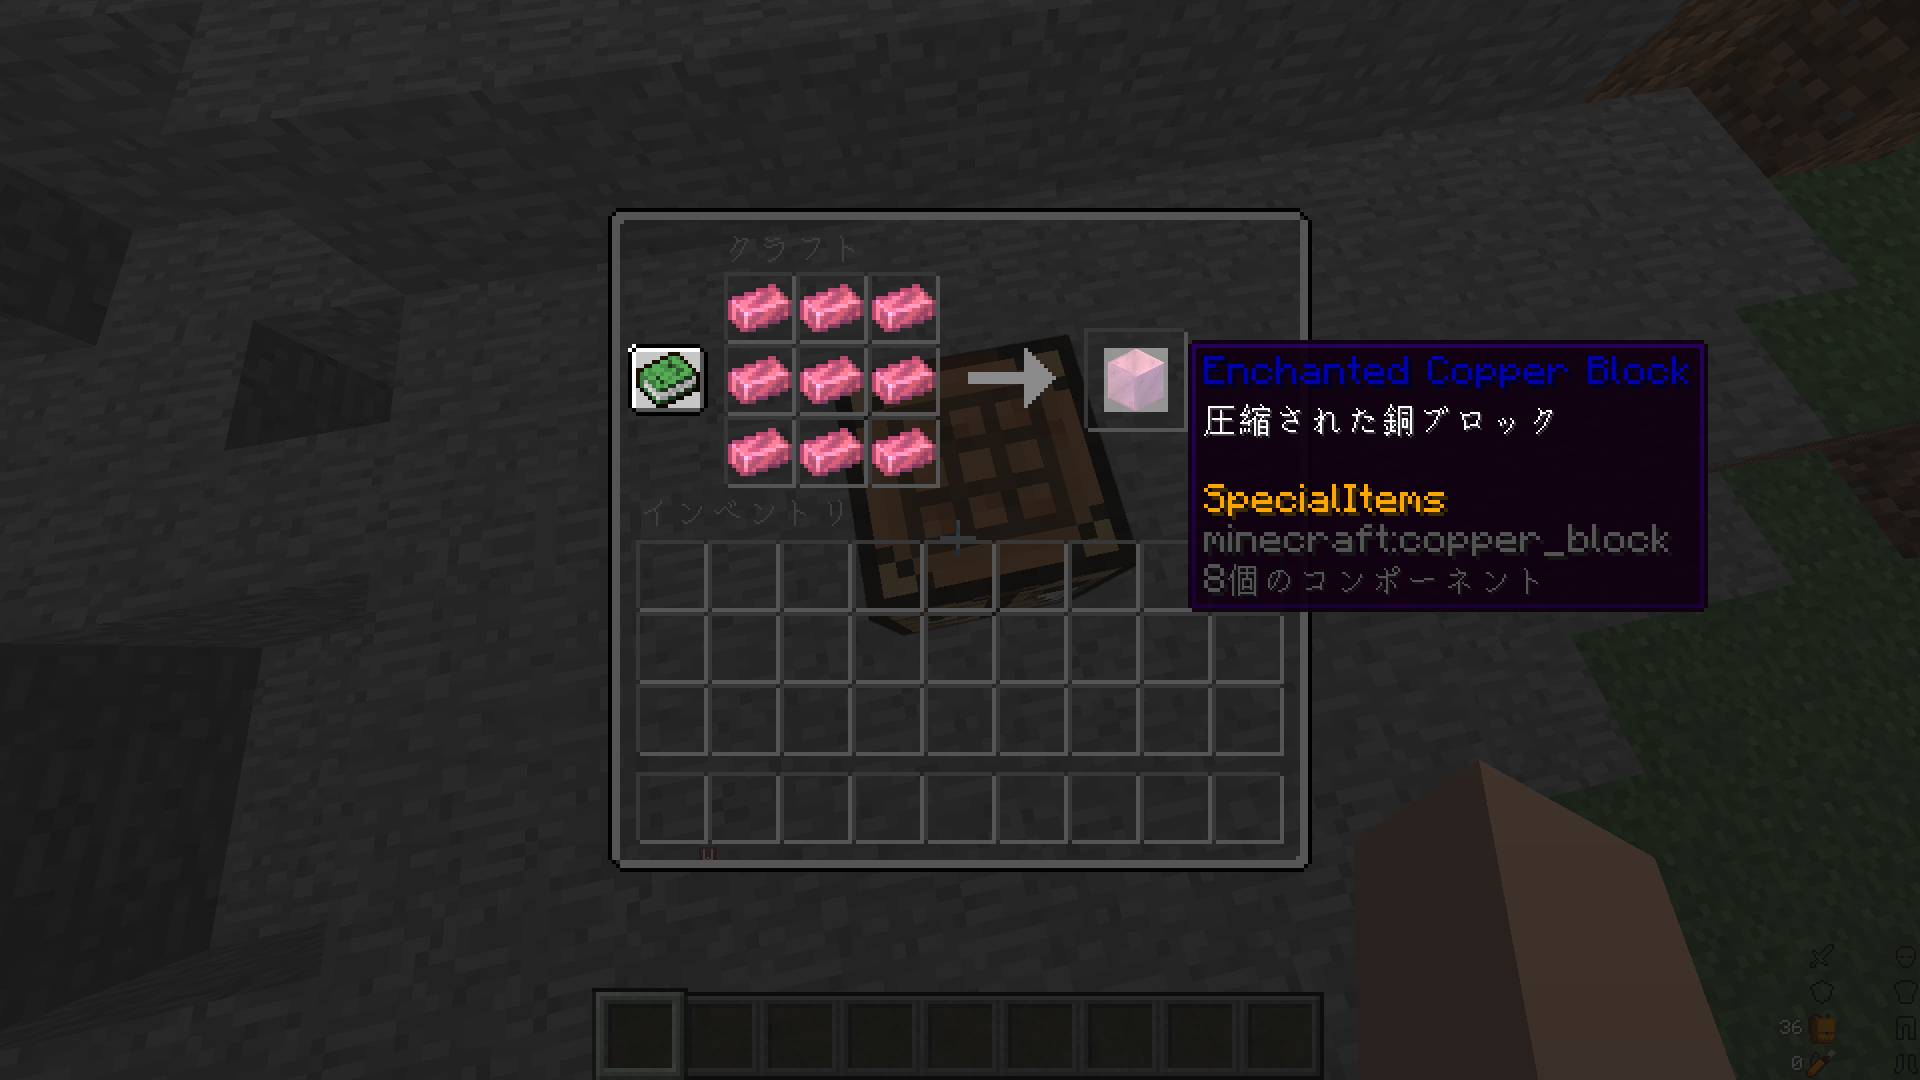 クラフト
Enchanted Copper Block
圧縮された銅ブロック
SpecialItems
minecraft:copper_block
8個のコンポーネント
インベントリ
W
36
0